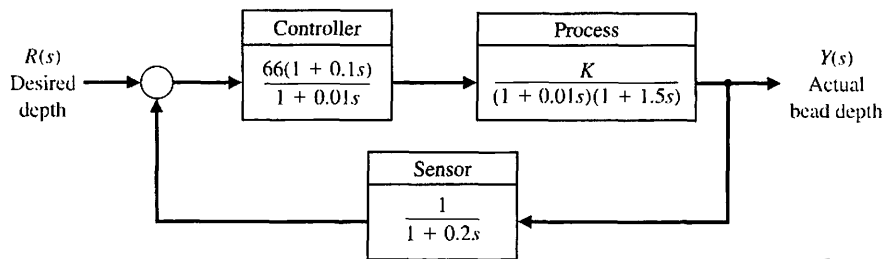 Controller
Process
R(s)
Desired
depth
66(1 + 0.1s)
1 + 0.01s
K
(1 + 0.01s)(1 + 1.5s)
Y(s)
Actual
bead depth
Sensor
1
1 + 0.2s